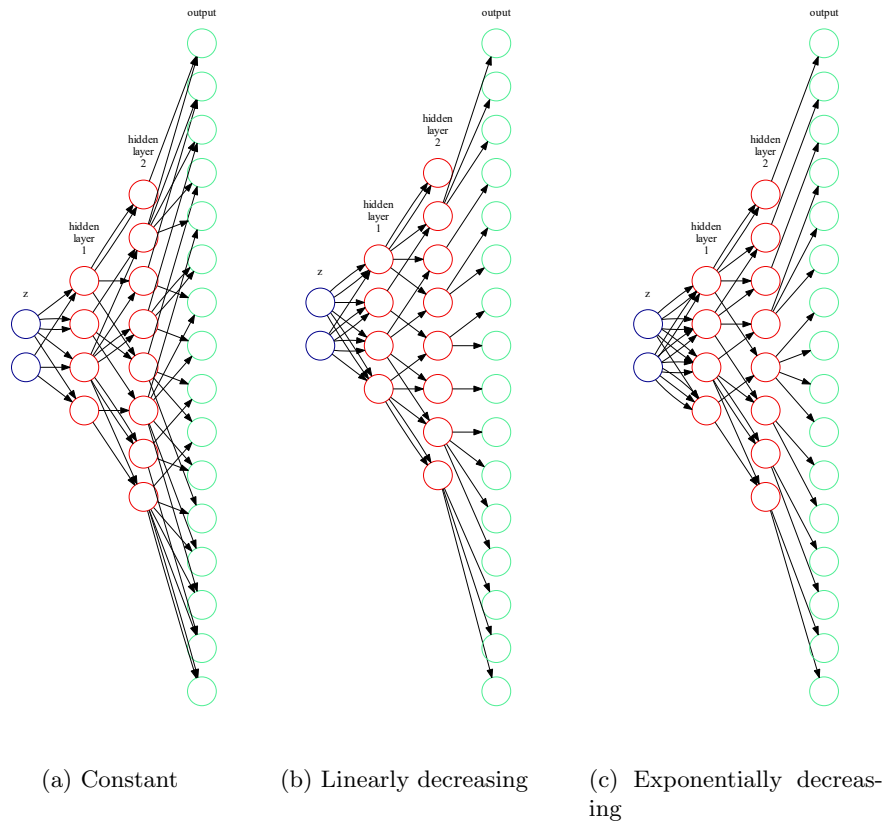 output
hidden
layer
2
hidden
layer
1
z
output
hidden
layer
2
hidden
layer
1
z
output
hidden
layer
2
hidden
layer
1
z
(a) Constant
(b) Linearly decreasing
(c) Exponentially decreas-
ing